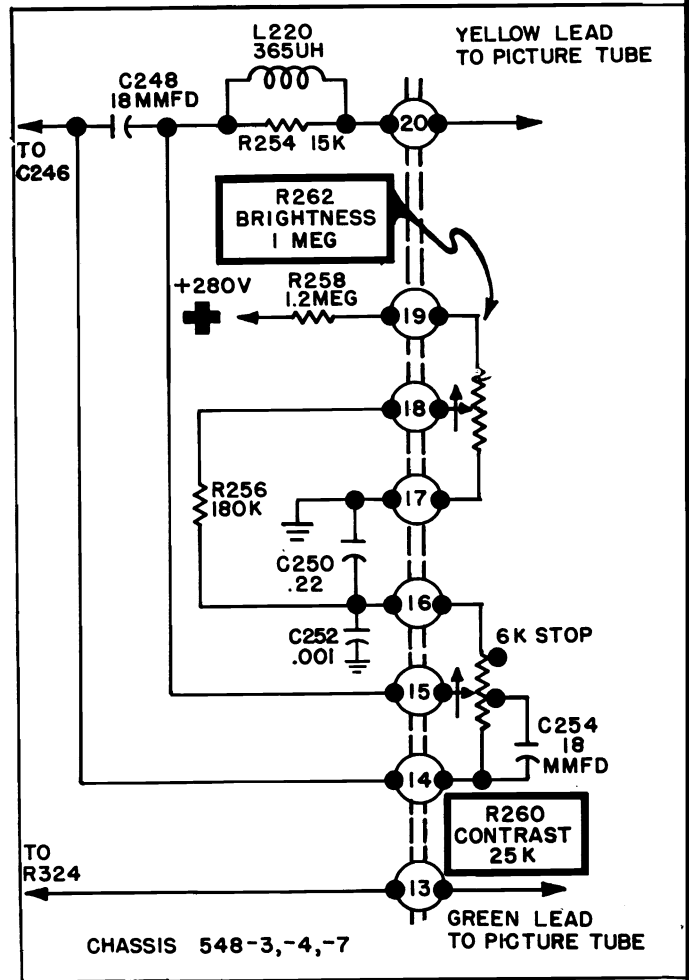 L220
365UH
YELLOW LEAD
TO PICTURE TUBE
C248
18MMFD
20
TO
C246
R254 15K
R262
BRIGHTNESS
1 MEG
+280V
R258
1.2MEG
19
18
R256
180K
17
C250
.22
16
C252
.001
6K STOP
15
C254
18
MMFD
14
R260
CONTRAST
25K
TO
R324
13
GREEN LEAD
TO PICTURE TUBE
CHASSIS 548-3,-4,-7